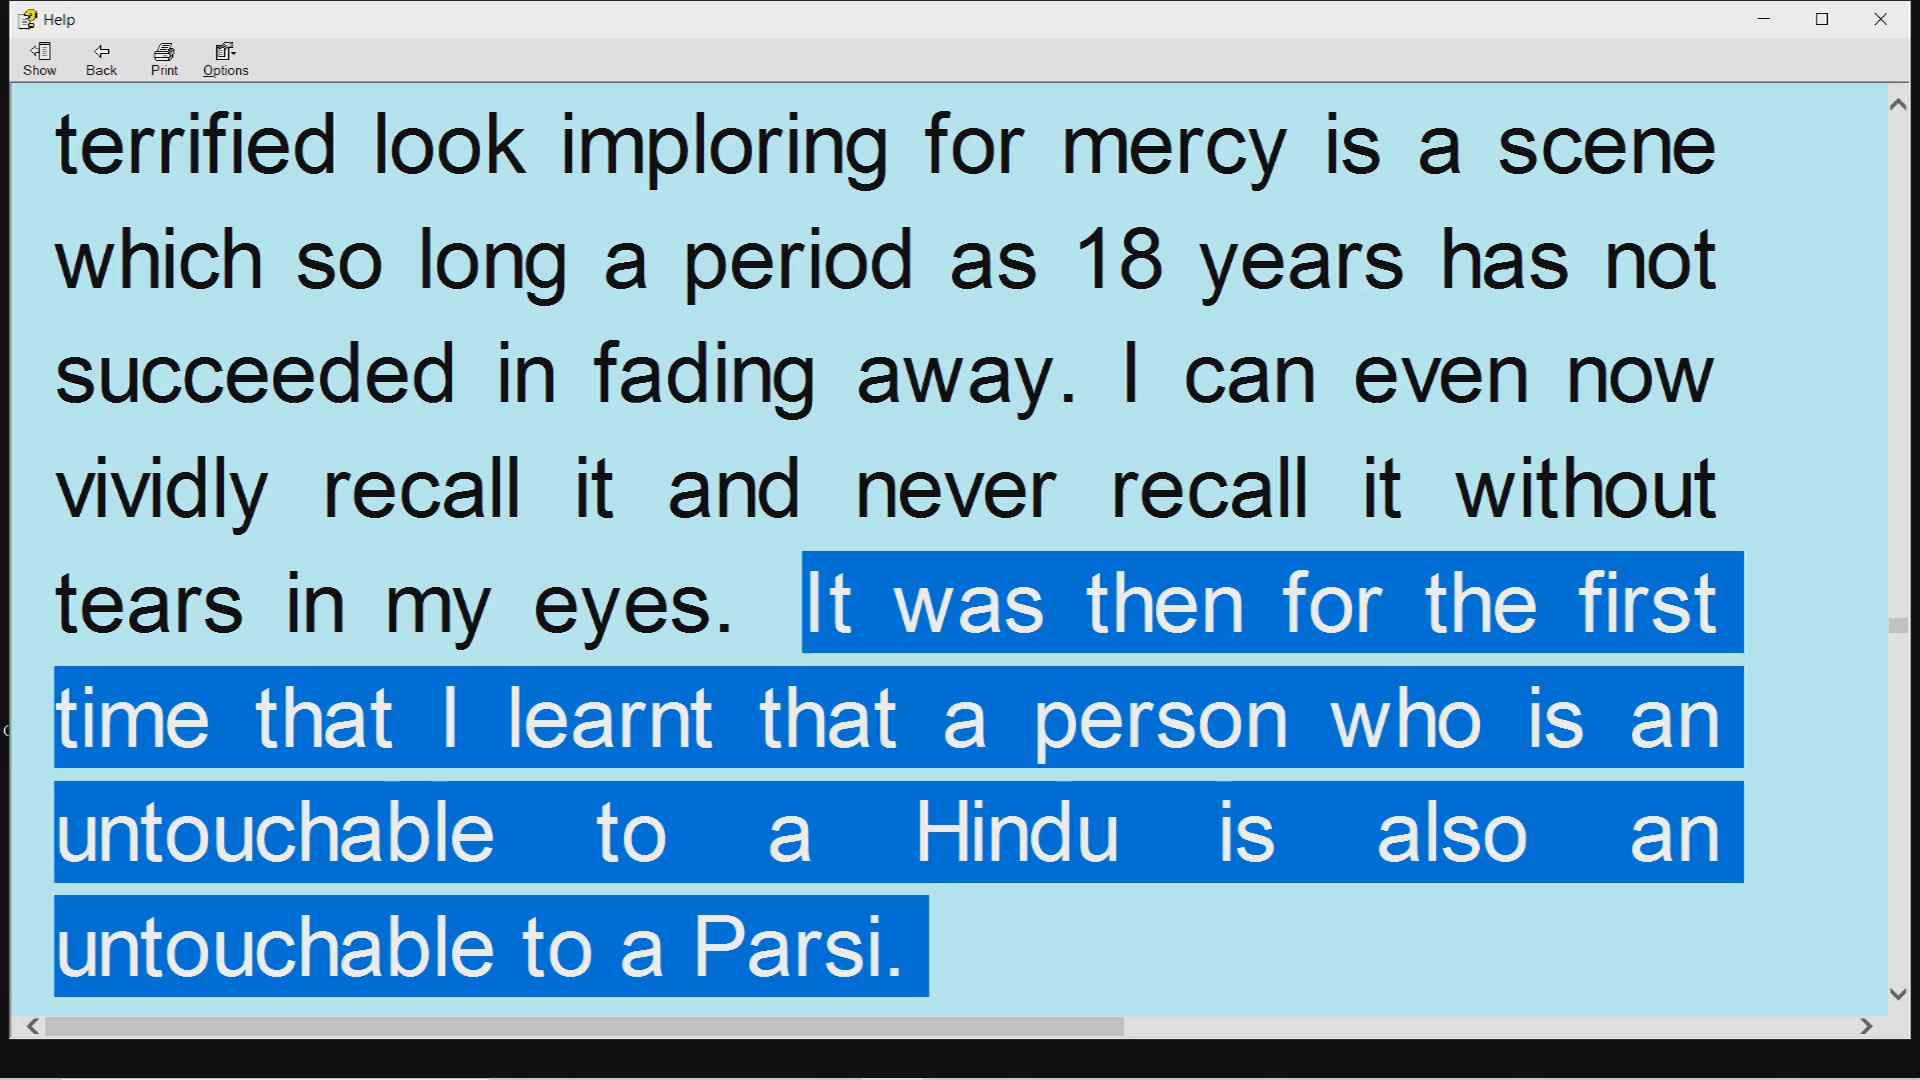 Help
Show Back Print Options
terrified look imploring for mercy is a scene
which so long a period as 18 years has not
succeeded in fading away. I can even now
vividly recall it and never recall it without
tears in my eyes. It was then for the first
time that I learnt that a person who is an
untouchable to a Hindu is also an
untouchable to a Parsi.